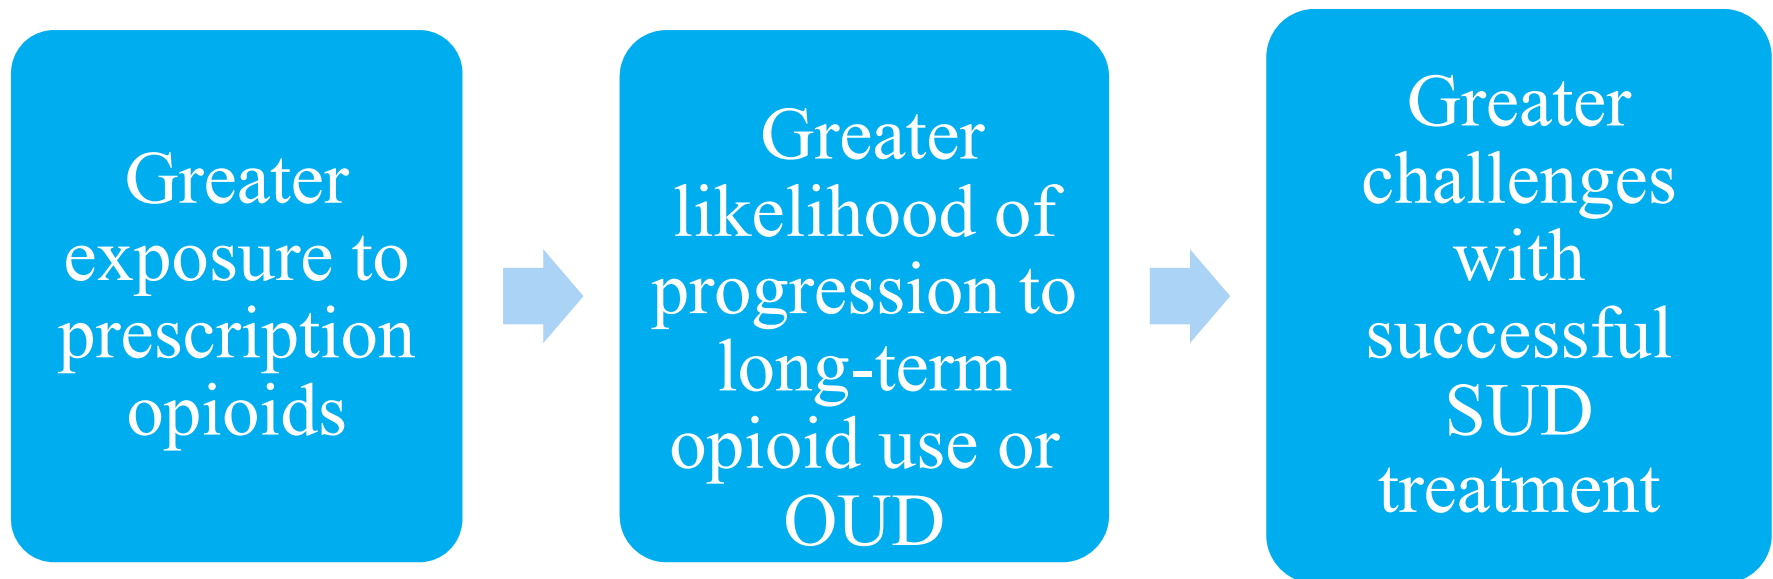 Greater
exposure to
prescription
opioids
Greater
likelihood of
progression to
long-term
opioid use or
OUD
Greater
challenges
with
successful
SUD
treatment